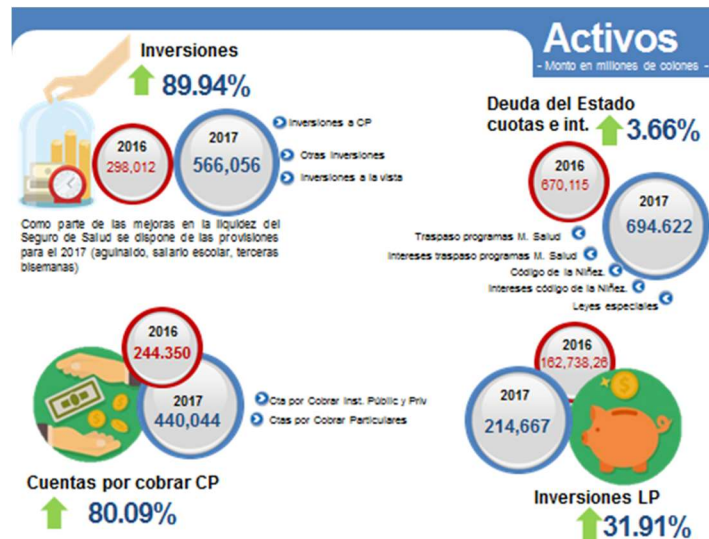 Activos
- Monto en millones de colones -
Inversiones
89.94%
2016
298,012
2017
566,056
Inversiones a CP
Otras Inversiones
Inversiones a la vista
Como parte de las mejoras en la liquidez del
Seguro de Salud se dispone de las provisiones
para el 2017 (aguinaldo, salario escolar, terceras
bisemanas)
Deuda del Estado
cuotas e int.
3.66%
2016
670,115
2017
694.622
Traspaso programas M. Salud
Intereses traspaso programas M. Salud
Código de la Niñez.
Intereses código de la Niñez.
Leyes especiales
2016
244.350
2017
440,044
Cta por Cobrar Inst. Públic y Priv
Ctas por Cobrar Particulares
Cuentas por cobrar CP
80.09%
2016
162,738,26
2017
214,667
Inversiones LP
31.91%